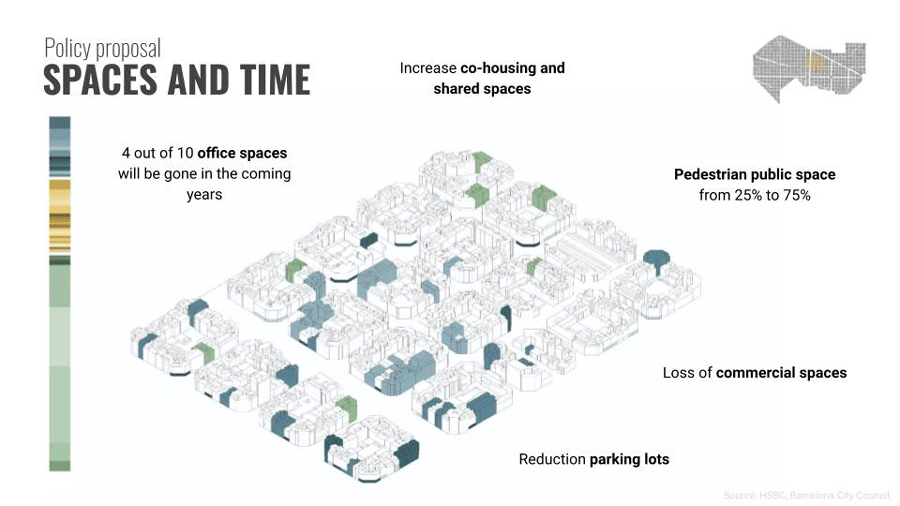 Policy proposal
SPACES AND TIME
Increase co-housing and
shared spaces
4 out of 10 office spaces
will be gone in the coming
years
Pedestrian public space
from 25% to 75%
Loss of commercial spaces
Reduction parking lots
Source: HSBC, Barcelona City Council,